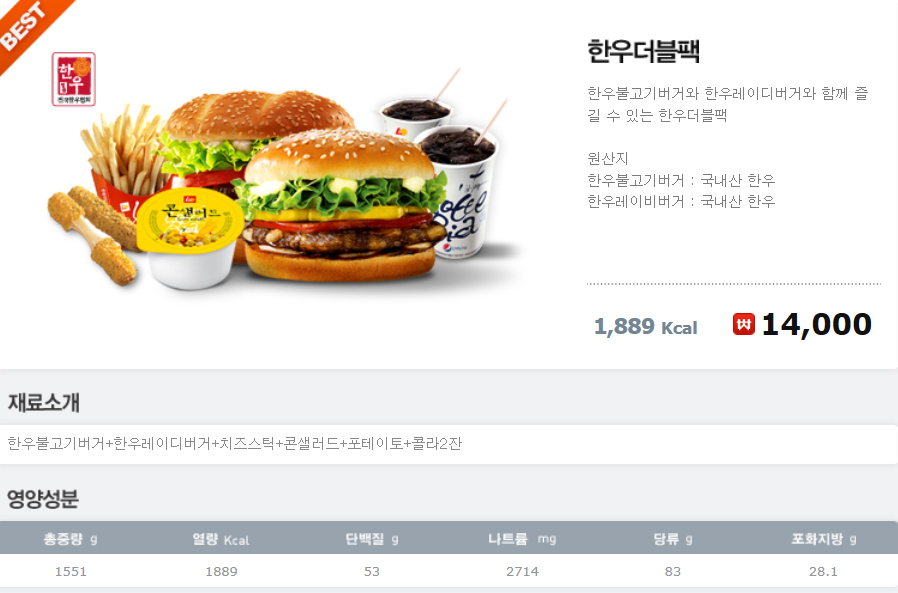 BEST
한우
전국한우협회
콘샐러드
한우더블팩
한우불고기버거와 한우레이디버거와 함께 즐
길 수 있는 한우더블팩
원산지
한우불고기버거 : 국내산 한우
한우레이비버거 : 국내산 한우
1,889 Kcal
₩ 14,000
재료소개
한우불고기버거+한우레이디버거+치즈스틱+콘샐러드+포테이토+콜라2잔
영양성분
총중량 g 열량 Kcal 단백질 g 나트륨 mg 당류 g 포화지방 g
1551 1889 53 2714 83 28.1